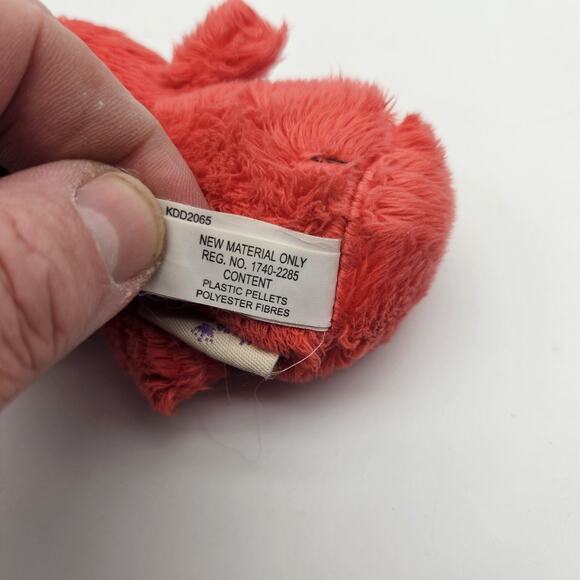 KDD2065
NEW MATERIAL ONLY
REG. NO. 1740-2285
CONTENT
PLASTIC PELLETS
POLYESTER FIBRES